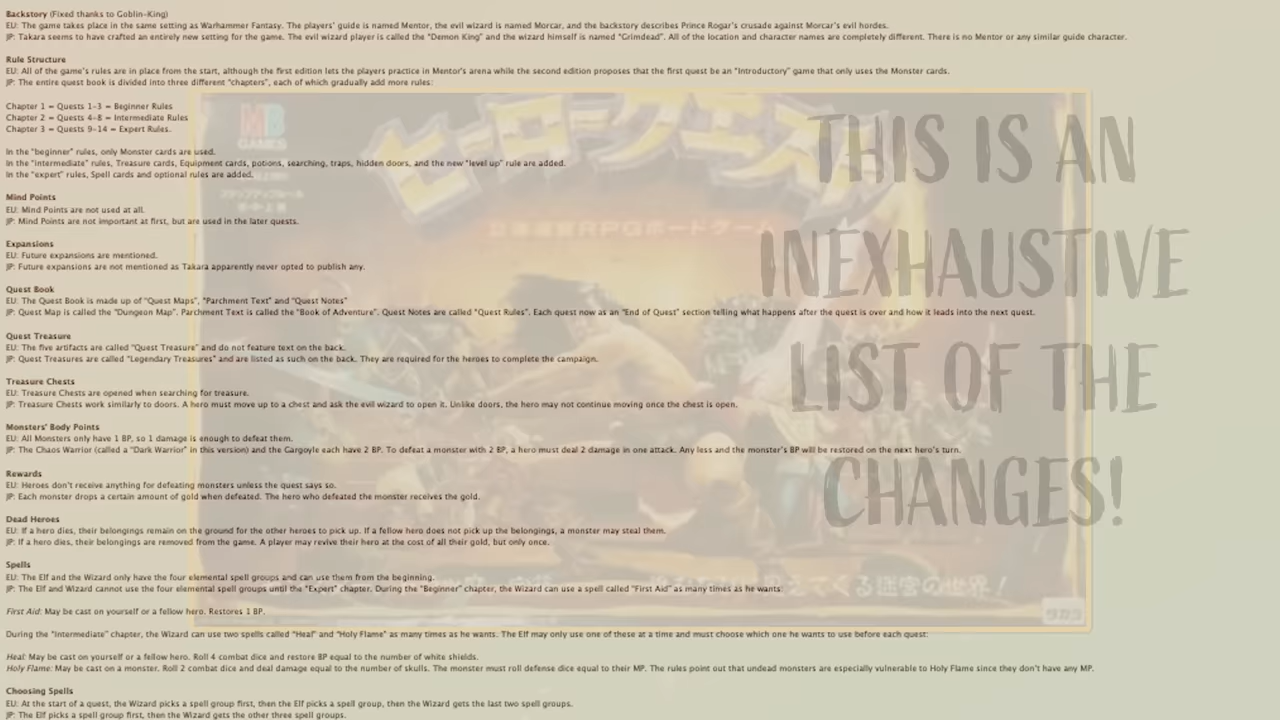 Backstory (Fixed thanks to Goblin-King)
EU: The game takes place in the same setting as Warhammer Fantasy. The players' guide is named Mentor, the evil wizard is named Morcar, and the backstory describes Prince Rogar's crusade against Morcar's evil hordes.
JP: Takara seems to have crafted an entirely new setting for the game. The evil wizard player is called the "Demon King" and the wizard himself is named "Grimdead". All of the location and character names are completely different. There is no Mentor or any similar guide character.
Rule Structure
EU: All of the game's rules are in place from the start, although the first edition lets the players practice in Mentor's arena while the second edition proposes that the first quest be an "Introductory" game that only uses the Monster cards.
JP: The entire quest book is divided into three different "chapters", each of which gradually add more rules:
Chapter 1 = Quests 1-3 = Beginner Rules
Chapter 2 = Quests 4-8 = Intermediate Rules
Chapter 3 = Quests 9-14 = Expert Rules.
In the "beginner" rules, only Monster cards are used.
In the "intermediate" rules, Treasure cards, Equipment cards, potions, searching, traps, hidden doors, and the new "level up" rule are added.
In the "expert" rules, Spell cards and optional rules are added.
Mind Points
EU: Mind Points are not used at all.
JP: Mind Points are not important at first, but are used in the later quests.
Expansions
EU: Future expansions are mentioned.
JP: Future expansions are not mentioned as Takara apparently never opted to publish any.
Quest Book
EU: The Quest Book is made up of "Quest Maps", "Parchment Text" and "Quest Notes"
JP: Quest Map is called the "Dungeon Map". Parchment Text is called the "Book of Adventure". Quest Notes are called "Quest Rules". Each quest now as an "End of Quest" section telling what happens after the quest is over and how it leads into the next quest.
Quest Treasure
EU: The five artifacts are called "Quest Treasure" and do not feature text on the back.
JP: Quest Treasures are called "Legendary Treasures" and are listed as such on the back. They are required for the heroes to complete the campaign.
Treasure Chests
EU: Treasure Chests are opened when searching for treasure.
JP: Treasure Chests work similarly to doors. A hero must move up to a chest and ask the evil wizard to open it. Unlike doors, the hero may not continue moving once the chest is open.
Monsters' Body Points
EU: All Monsters only have 1 BP, so 1 damage is enough to defeat them.
JP: The Chaos Warrior (called a "Dark Warrior" in this version) and the Gargoyle each have 2 BP. To defeat a monster with 2 BP, a hero must deal 2 damage in one attack. Any less and the monster's BP will be restored on the next hero's turn.
Rewards
EU: Heroes don't receive anything for defeating monsters unless the quest says so.
JP: Each monster drops a certain amount of gold when defeated. The hero who defeated the monster receives the gold.
Dead Heroes
EU: If a hero dies, their belongings remain on the ground for the other heroes to pick up. If a fellow hero does not pick up the belongings, a monster may steal them.
JP: If a hero dies, their belongings are removed from the game. A player may revive their hero at the cost of all their gold, but only once.
Spells
EU: The Elf and the Wizard only have the four elemental spell groups and can use them from the beginning.
JP: The Elf and Wizard cannot use the four elemental spell groups until the "Expert" chapter. During the "Beginner" chapter, the Wizard can use a spell called "First Aid" as many times as he wants:
First Aid: May be cast on yourself or a fellow hero. Restores 1 BP.
During the "Intermediate" chapter, the Wizard can use two spells called "Heal" and "Holy Flame" as many times as he wants. The Elf may only use one of these at a time and must choose which one he wants to use before each quest:
Heal: May be cast on yourself or a fellow hero. Roll 4 combat dice and restore BP equal to the number of white shields.
Holy Flame: May be cast on a monster. Roll 2 combat dice and deal damage equal to the number of skulls. The monster must roll defense dice equal to their MP. The rules point out that undead monsters are especially vulnerable to Holy Flame since they don't have any MP.
Choosing Spells
EU: At the start of a quest, the Wizard picks a spell group first, then the Elf picks a spell group, then the Wizard gets the last two spell groups.
JP: The Elf picks a spell group first, then the Wizard gets the other three spell groups.
THIS IS AN
INEXHAUSTIVE
LIST OF THE
CHANGES!
MB
GAMES
ヒーロークエスト
立体迷宮RPGボードゲーム
てくる迷宮の世界!
タカラ